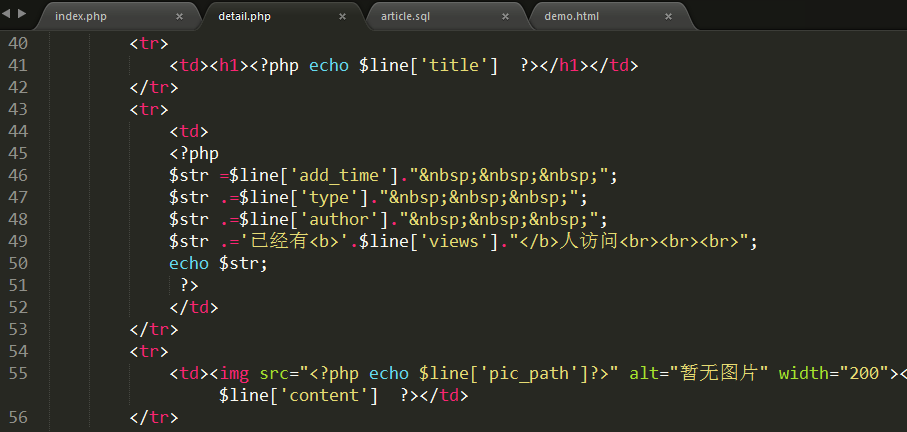 index.php × detail.php × article.sql × demo.html ×
40 <tr>
41 <td><h1><?php echo $line['title']  ?></h1></td>
42 </tr>
43 <tr>
44 <td>
45 <?php
46 $str =$line['add_time']."&nbsp;&nbsp;&nbsp;";
47 $str .=$line['type']."&nbsp;&nbsp;&nbsp;";
48 $str .=$line['author']."&nbsp;&nbsp;&nbsp;";
49 $str .='已经有<b>'.$line['views']."</b>人访问<br><br><br>";
50 echo $str;
51 ?>
52 </td>
53 </tr>
54 <tr>
55 <td><img src="<?php echo $line['pic_path']?>" alt="暂无图片" width="200"><
$line['content']  ?></td>
56 </tr>